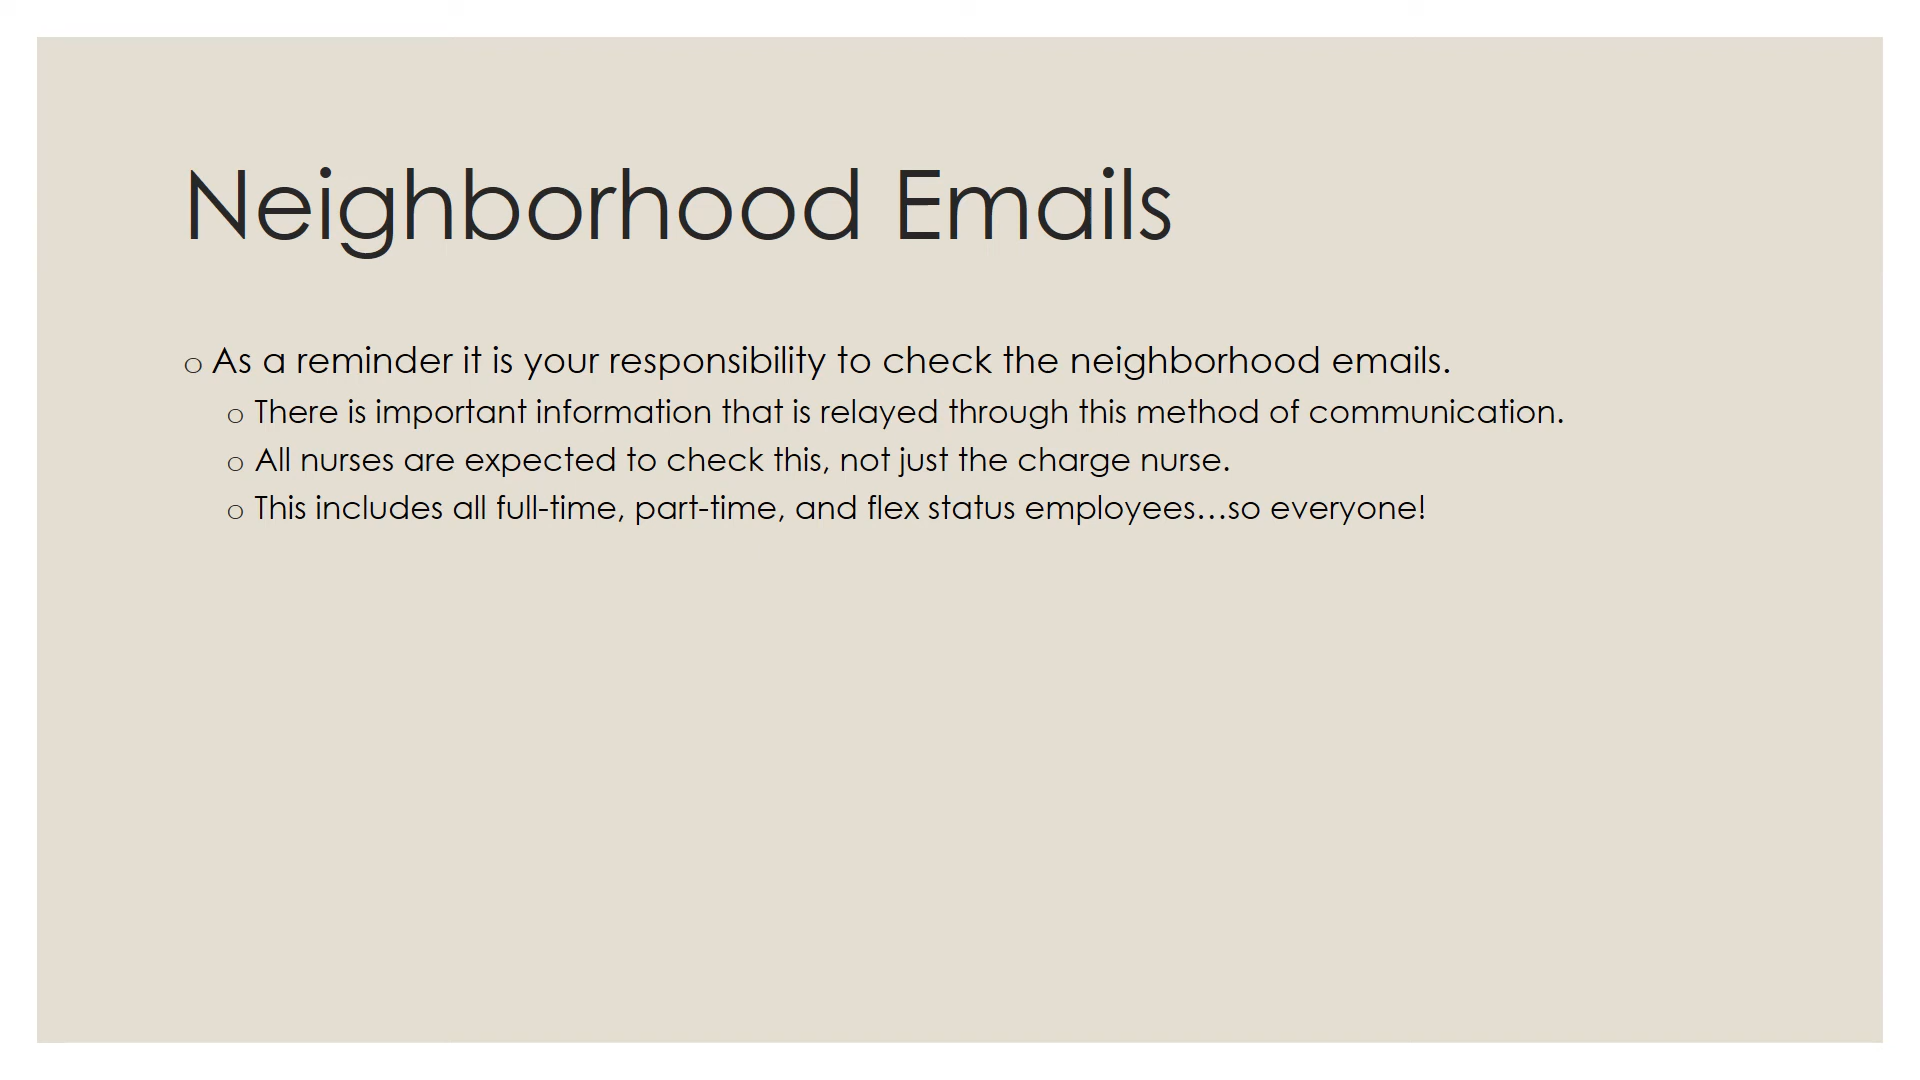 Neighborhood Emails
o As a reminder it is your responsibility to check the neighborhood emails.
o There is important information that is relayed through this method of communication.
o All nurses are expected to check this, not just the charge nurse.
o This includes all full-time, part-time, and flex status employees...so everyone!